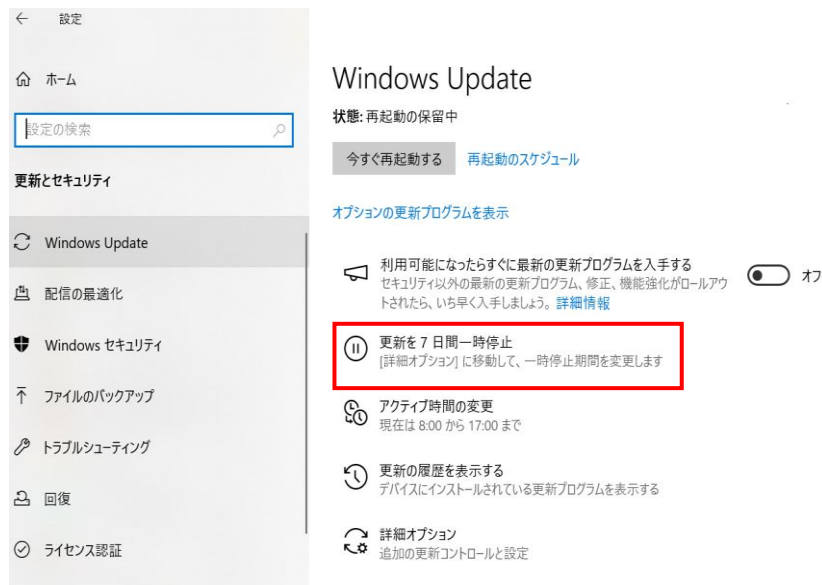 設定
ホーム
設定の検索
更新とセキュリティ
Windows Update
配信の最適化
Windows セキュリティ
ファイルのバックアップ
トラブルシューティング
回復
ライセンス認証
Windows Update
状態: 再起動の保留中
今すぐ再起動する 再起動のスケジュール
オプションの更新プログラムを表示
利用可能になったらすぐに最新の更新プログラムを入手する
セキュリティ以外の最新の更新プログラム、修正、機能強化がロールアウ
トされたら、いち早く入手しましょう。 詳細情報
オフ
更新を 7 日間一時停止
[詳細オプション] に移動して、一時停止期間を変更します
アクティブ時間の変更
現在は 8:00 から 17:00 まで
更新の履歴を表示する
デバイスにインストールされている更新プログラムを表示する
詳細オプション
追加の更新コントロールと設定